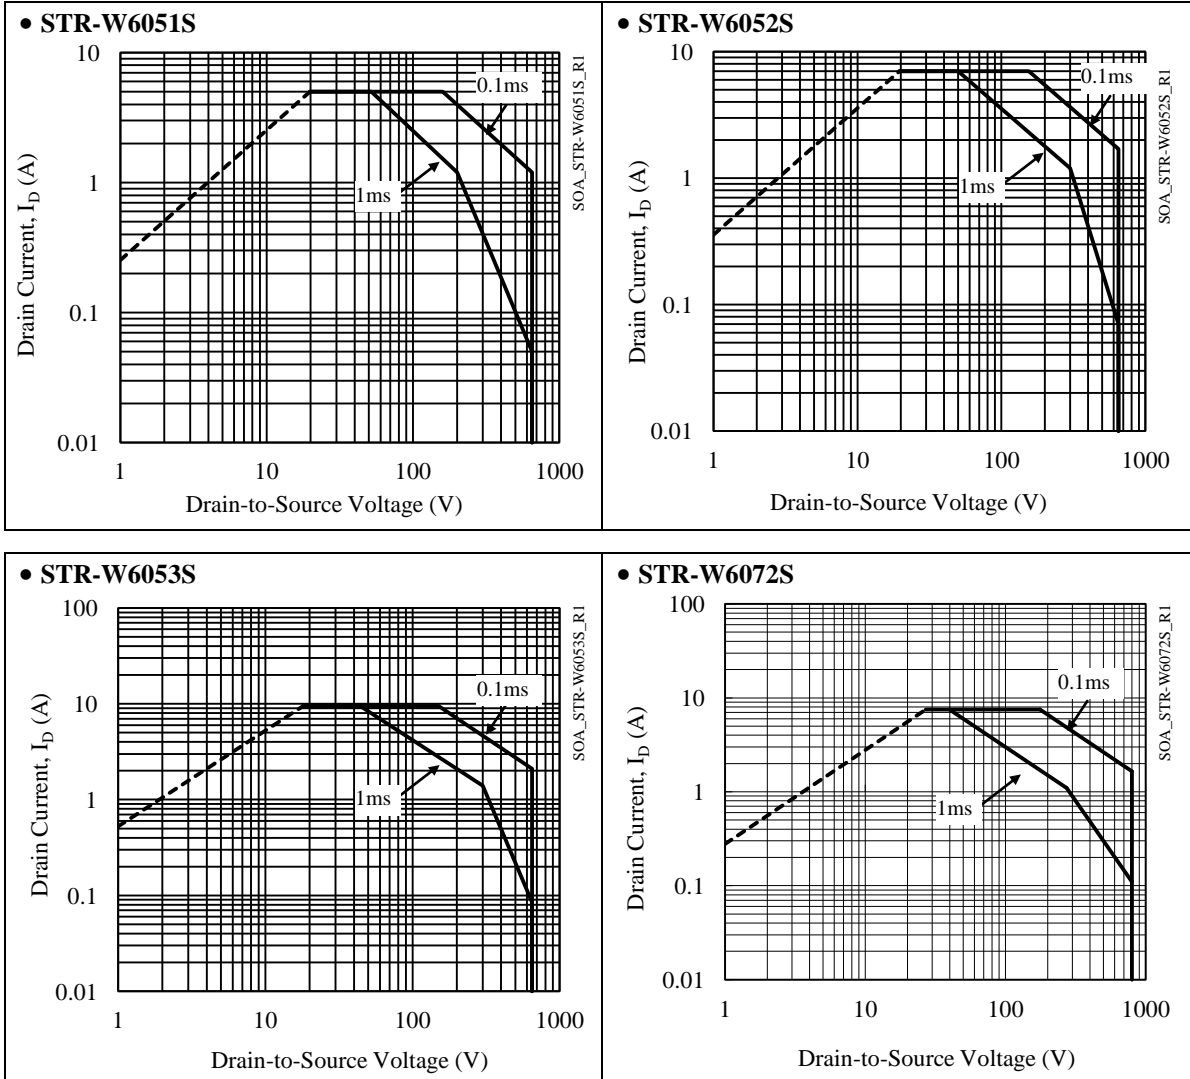 • STR-W6051S
10
1
0.1
0.01
1 10 100 1000
Drain-to-Source Voltage (V)
Drain Current, I_D (A)
0.1ms
1ms
SOA_STR-W6051S_R1
• STR-W6052S
10
1
0.1
0.01
1 10 100 1000
Drain-to-Source Voltage (V)
Drain Current, I_D (A)
0.1ms
1ms
SOA_STR-W6052S_R1
• STR-W6053S
100
10
1
0.1
0.01
1 10 100 1000
Drain-to-Source Voltage (V)
Drain Current, I_D (A)
0.1ms
1ms
SOA_STR-W6053S_R1
• STR-W6072S
100
10
1
0.1
0.01
1 10 100 1000
Drain-to-Source Voltage (V)
Drain Current, I_D (A)
0.1ms
1ms
SOA_STR-W6072S_R1